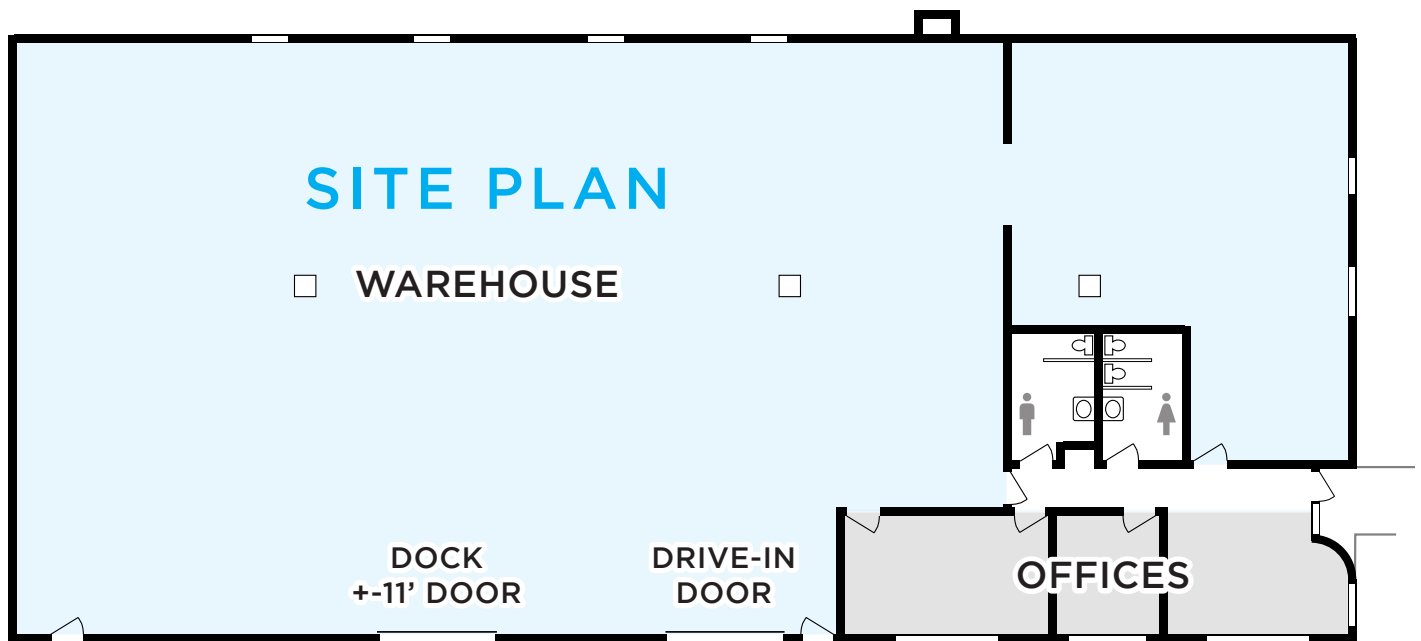 SITE PLAN
WAREHOUSE
DOCK
+-11’ DOOR
DRIVE-IN
DOOR
OFFICES